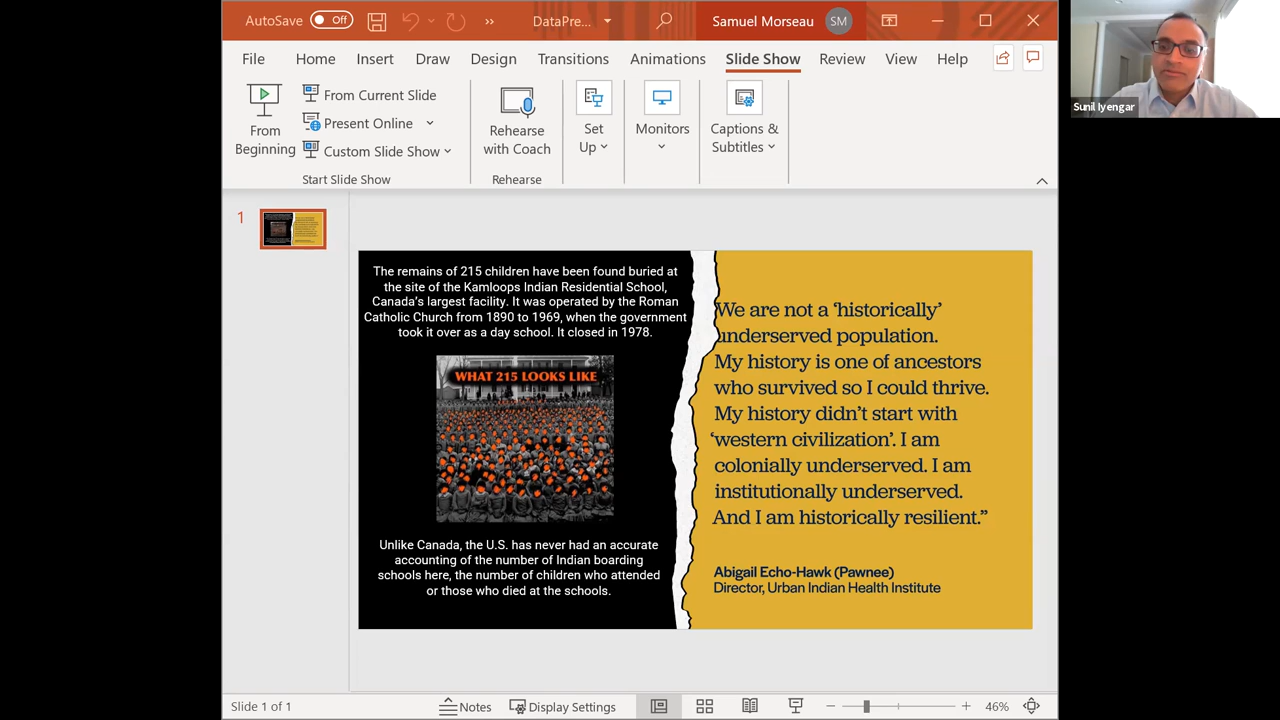 AutoSave
Off
DataPre...
Samuel Morseau
SM
File
Home
Insert
Draw
Design
Transitions
Animations
Slide Show
Review
View
Help
From
Beginning
From Current Slide
Present Online
Custom Slide Show
Start Slide Show
Rehearse
with Coach
Rehearse
Set
Up
Monitors
Captions &
Subtitles
Sunil Iyengar
1
The remains of 215 children have been found buried at
the site of the Kamloops Indian Residential School,
Canada's largest facility. It was operated by the Roman
Catholic Church from 1890 to 1969, when the government
took it over as a day school. It closed in 1978.
WHAT 215 LOOKS LIKE
Unlike Canada, the U.S. has never had an accurate
accounting of the number of Indian boarding
schools here, the number of children who attended
or those who died at the schools.
We are not a ‘historically’
underserved population.
My history is one of ancestors
who survived so I could thrive.
My history didn’t start with
‘western civilization’. I am
colonially underserved. I am
institutionally underserved.
And I am historically resilient.”
Abigail Echo-Hawk (Pawnee)
Director, Urban Indian Health Institute
Slide 1 of 1
Notes
Display Settings
46%